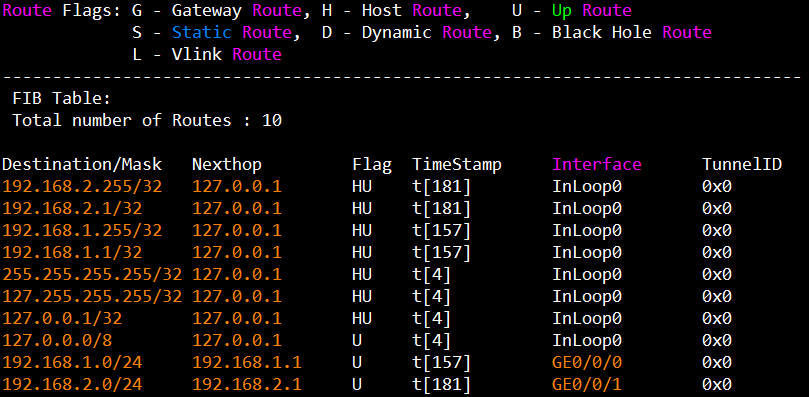 Route Flags: G - Gateway Route, H - Host Route,    U - Up Route
             S - Static Route,  D - Dynamic Route, B - Black Hole Route
             L - Vlink Route
--------------------------------------------------------------------------------
 FIB Table:
 Total number of Routes : 10

Destination/Mask   Nexthop         Flag  TimeStamp     Interface      TunnelID
192.168.2.255/32   127.0.0.1       HU    t[181]        InLoop0        0x0
192.168.2.1/32     127.0.0.1       HU    t[181]        InLoop0        0x0
192.168.1.255/32   127.0.0.1       HU    t[157]        InLoop0        0x0
192.168.1.1/32     127.0.0.1       HU    t[157]        InLoop0        0x0
255.255.255.255/32 127.0.0.1       HU    t[4]          InLoop0        0x0
127.255.255.255/32 127.0.0.1       HU    t[4]          InLoop0        0x0
127.0.0.1/32       127.0.0.1       HU    t[4]          InLoop0        0x0
127.0.0.0/8        127.0.0.1       U     t[4]          InLoop0        0x0
192.168.1.0/24     192.168.1.1     U     t[157]        GE0/0/0        0x0
192.168.2.0/24     192.168.2.1     U     t[181]        GE0/0/1        0x0